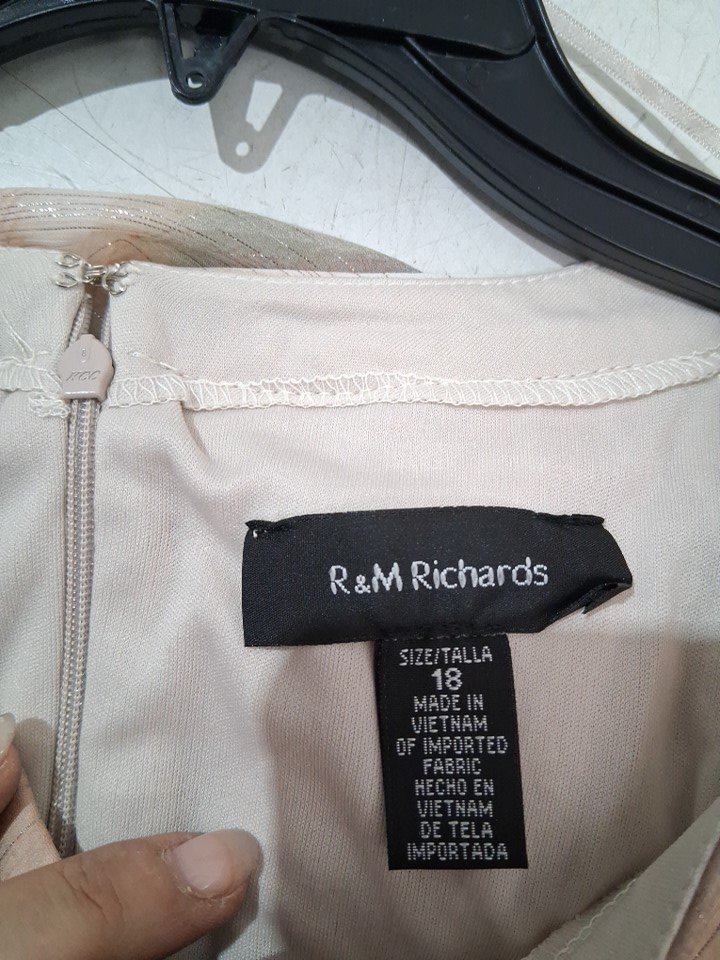 R&M Richards
SIZE/TALLA
18
MADE IN
VIETNAM
OF IMPORTED
FABRIC
HECHO EN
VIETNAM
DE TELA
IMPORTADA